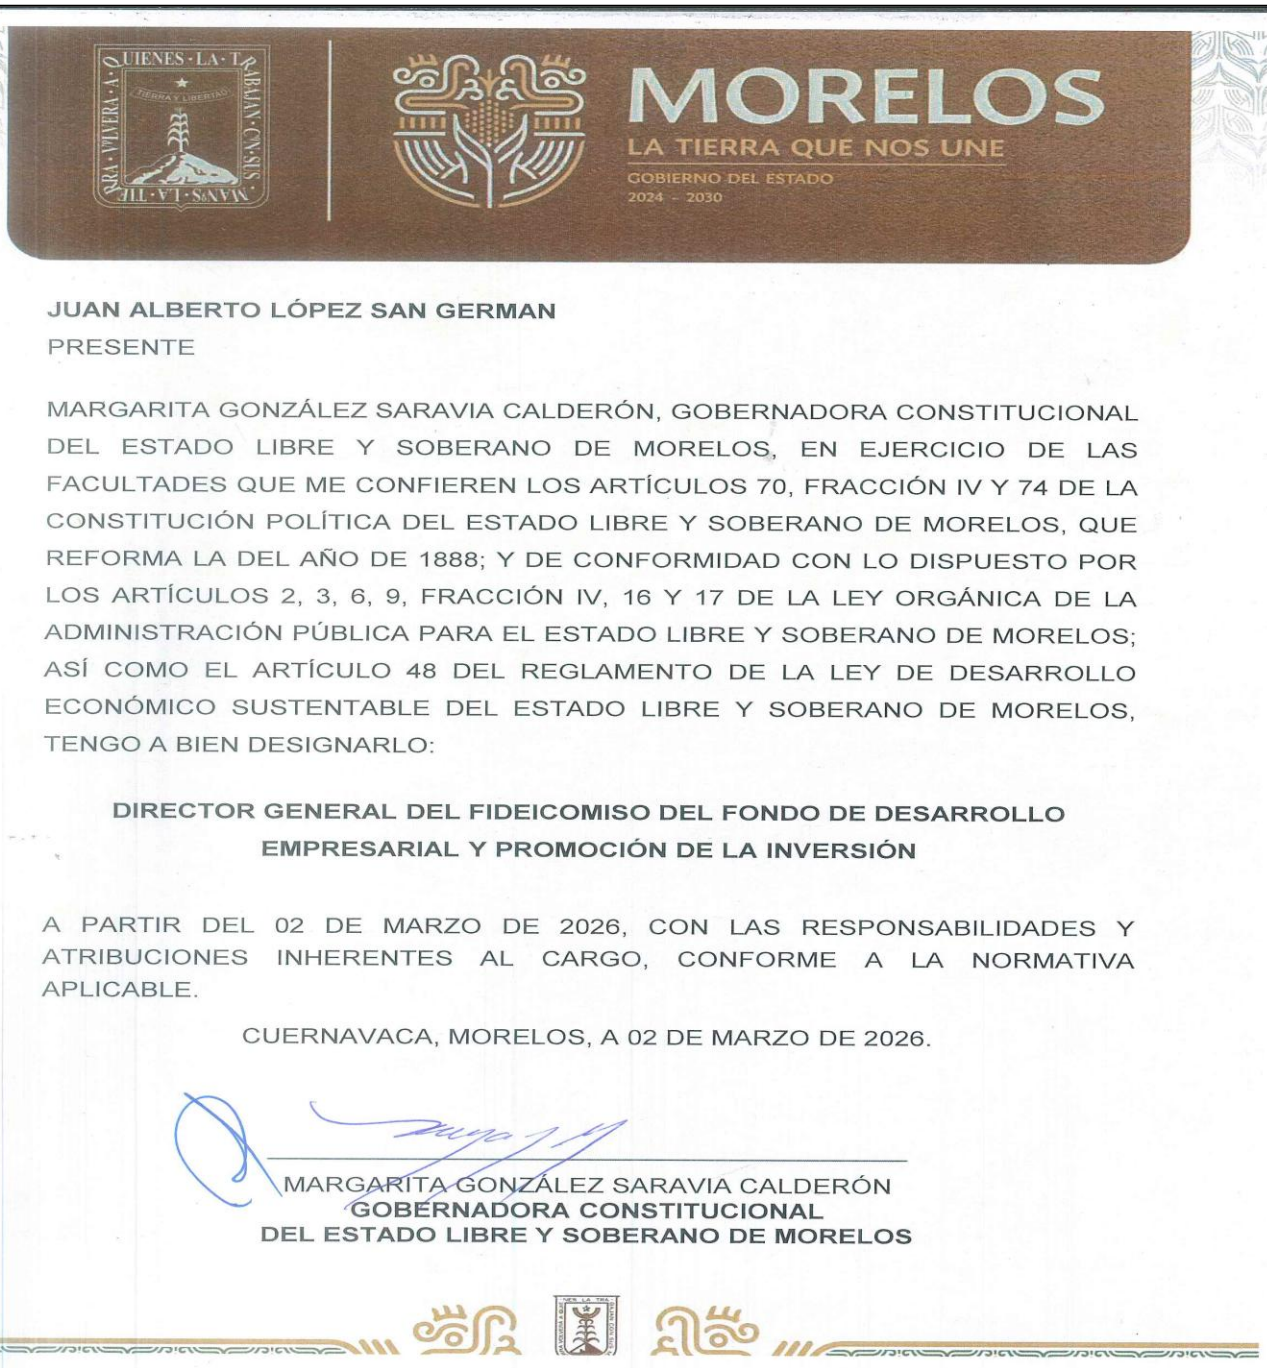 TIERRA Y LIBERTAD
LA TIERRA VOLVERÁ A QUIENES LA TRABAJAN CON SUS MANOS
MORELOS
LA TIERRA QUE NOS UNE
GOBIERNO DEL ESTADO
2024 - 2030
JUAN ALBERTO LÓPEZ SAN GERMAN
PRESENTE
MARGARITA GONZÁLEZ SARAVIA CALDERÓN, GOBERNADORA CONSTITUCIONAL
DEL ESTADO LIBRE Y SOBERANO DE MORELOS, EN EJERCICIO DE LAS
FACULTADES QUE ME CONFIEREN LOS ARTÍCULOS 70, FRACCIÓN IV Y 74 DE LA
CONSTITUCIÓN POLÍTICA DEL ESTADO LIBRE Y SOBERANO DE MORELOS, QUE
REFORMA LA DEL AÑO DE 1888; Y DE CONFORMIDAD CON LO DISPUESTO POR
LOS ARTÍCULOS 2, 3, 6, 9, FRACCIÓN IV, 16 Y 17 DE LA LEY ORGÁNICA DE LA
ADMINISTRACIÓN PÚBLICA PARA EL ESTADO LIBRE Y SOBERANO DE MORELOS;
ASÍ COMO EL ARTÍCULO 48 DEL REGLAMENTO DE LA LEY DE DESARROLLO
ECONÓMICO SUSTENTABLE DEL ESTADO LIBRE Y SOBERANO DE MORELOS,
TENGO A BIEN DESIGNARLO:
DIRECTOR GENERAL DEL FIDEICOMISO DEL FONDO DE DESARROLLO
EMPRESARIAL Y PROMOCIÓN DE LA INVERSIÓN
A PARTIR DEL 02 DE MARZO DE 2026, CON LAS RESPONSABILIDADES Y
ATRIBUCIONES INHERENTES AL CARGO, CONFORME A LA NORMATIVA
APLICABLE.
CUERNAVACA, MORELOS, A 02 DE MARZO DE 2026.
MARGARITA GONZÁLEZ SARAVIA CALDERÓN
GOBERNADORA CONSTITUCIONAL
DEL ESTADO LIBRE Y SOBERANO DE MORELOS